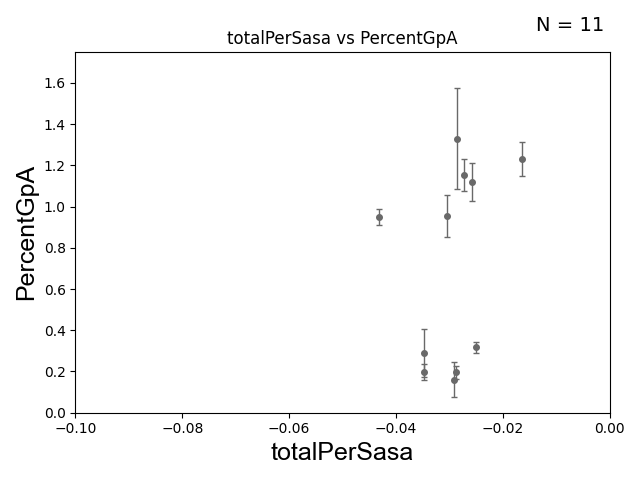 N = 11
totalPerSasa vs PercentGpA
PercentGpA
1.6
1.4
1.2
1.0
0.8
0.6
0.4
0.2
0.0
−0.10 −0.08 −0.06 −0.04 −0.02 0.00
totalPerSasa